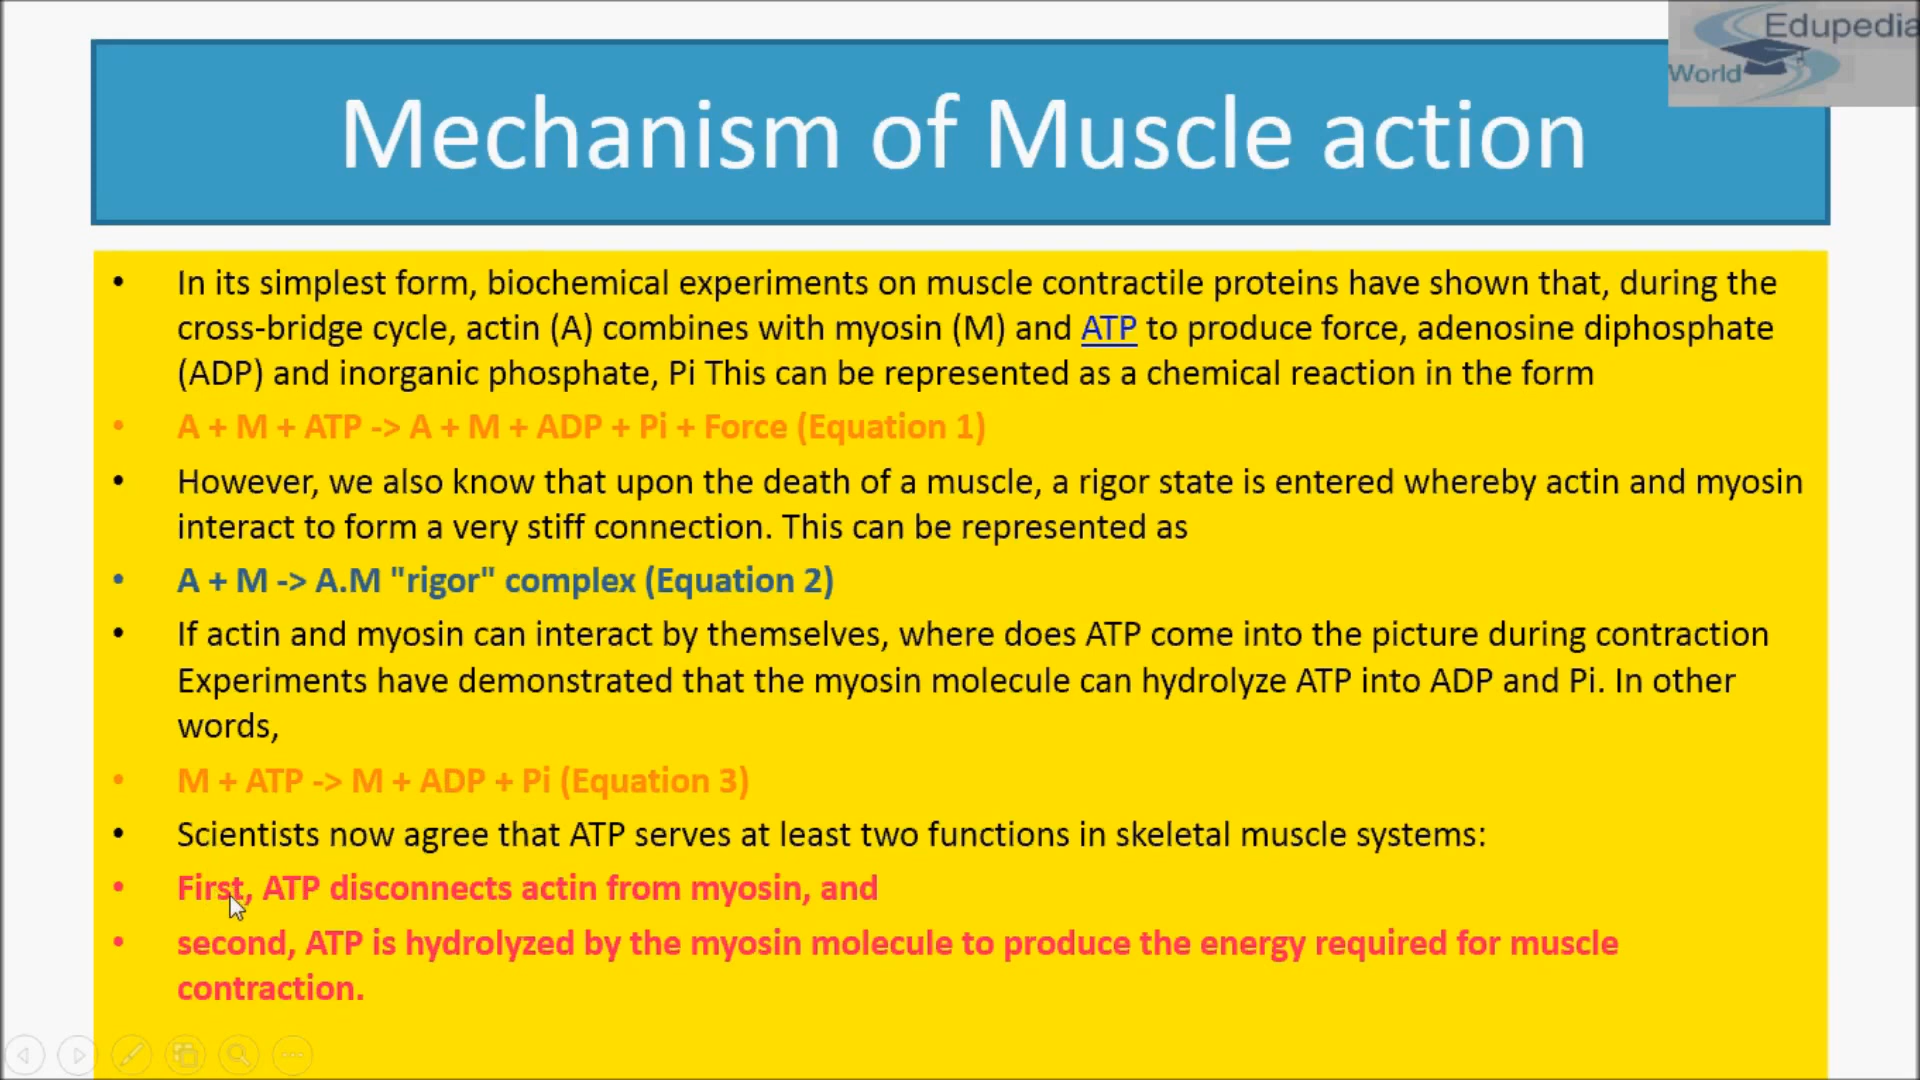 Edupedia
World
Mechanism of Muscle action
• In its simplest form, biochemical experiments on muscle contractile proteins have shown that, during the
cross-bridge cycle, actin (A) combines with myosin (M) and ATP to produce force, adenosine diphosphate
(ADP) and inorganic phosphate, Pi This can be represented as a chemical reaction in the form
• A + M + ATP -> A + M + ADP + Pi + Force (Equation 1)
• However, we also know that upon the death of a muscle, a rigor state is entered whereby actin and myosin
interact to form a very stiff connection. This can be represented as
• A + M -> A.M "rigor" complex (Equation 2)
• If actin and myosin can interact by themselves, where does ATP come into the picture during contraction
Experiments have demonstrated that the myosin molecule can hydrolyze ATP into ADP and Pi. In other
words,
• M + ATP -> M + ADP + Pi (Equation 3)
• Scientists now agree that ATP serves at least two functions in skeletal muscle systems:
• First, ATP disconnects actin from myosin, and
• second, ATP is hydrolyzed by the myosin molecule to produce the energy required for muscle
contraction.